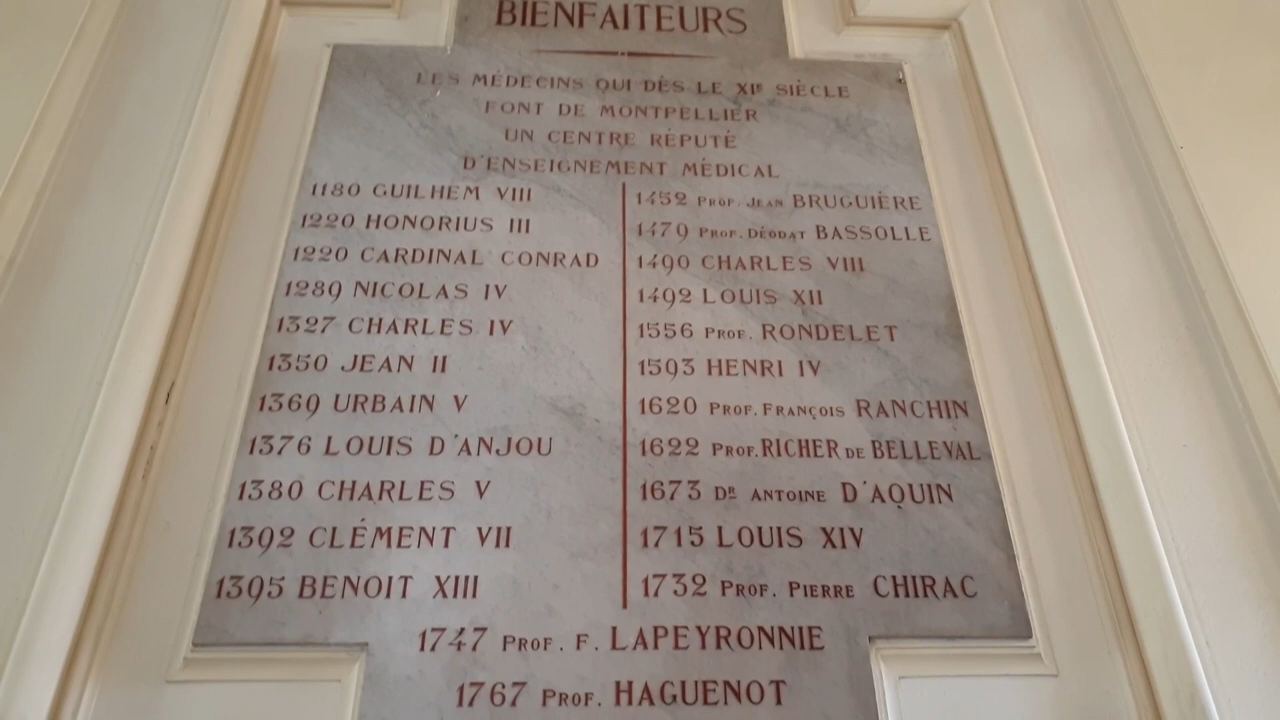 BIENFAITEURS
LES MÉDECINS QUI DÈS LE XIE SIÈCLE
FONT DE MONTPELLIER
UN CENTRE RÉPUTÉ
D'ENSEIGNEMENT MÉDICAL
1180 GUILHEM VIII
1220 HONORIUS III
1220 CARDINAL CONRAD
1289 NICOLAS IV
1327 CHARLES IV
1350 JEAN II
1369 URBAIN V
1376 LOUIS D'ANJOU
1380 CHARLES V
1392 CLÉMENT VII
1395 BENOIT XIII
1452 PROF. JEAN BRUGUIÈRE
1479 PROF. DÉODAT BASSOLLE
1490 CHARLES VIII
1492 LOUIS XII
1556 PROF. RONDELET
1593 HENRI IV
1620 PROF. FRANÇOIS RANCHIN
1622 PROF. RICHER DE BELLEVAL
1673 DR ANTOINE D'AQUIN
1715 LOUIS XIV
1732 PROF. PIERRE CHIRAC
1747 PROF. F. LAPEYRONNIE
1767 PROF. HAGUENOT